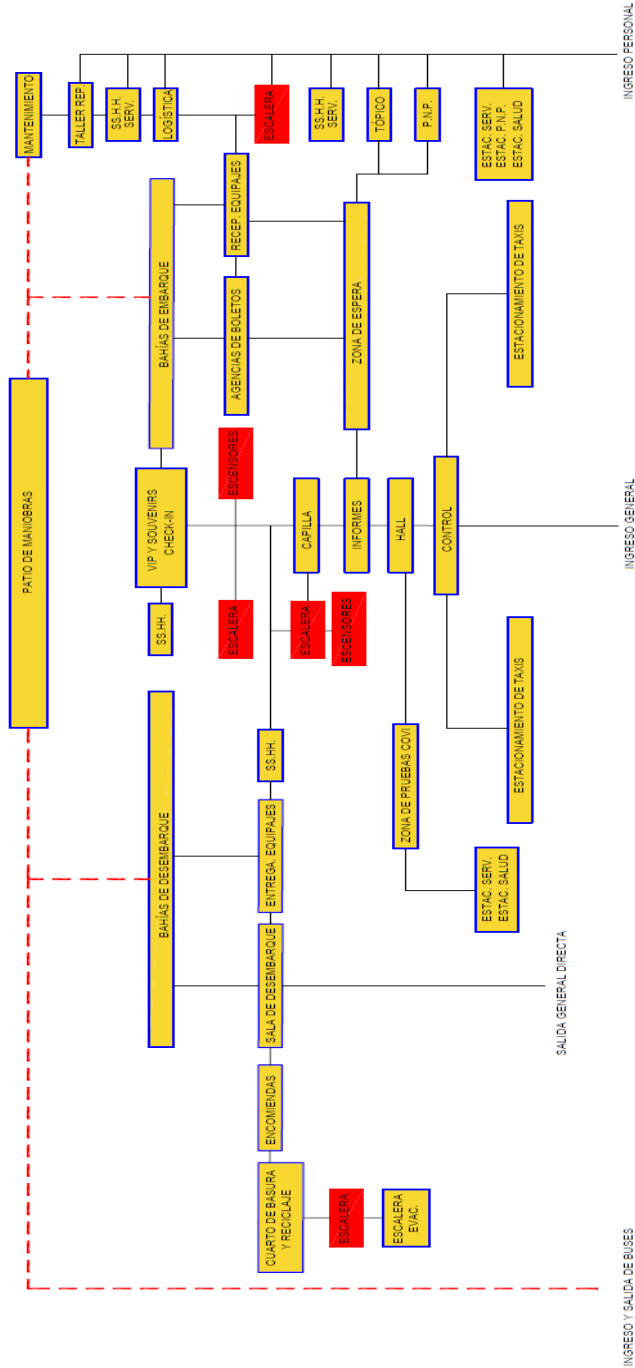 PATIO DE MANIOBRAS
MANTENIMIENTO
TALLER REP.
SS.H.H.
SERV.
LOGÍSTICA
BAHÍAS DE DESEMBARQUE
SS.HH.
VIP Y SOUVENIRS
CHECK-IN
BAHÍAS DE EMBARQUE
ESCALERA
ESCENSORES
AGENCIAS DE BOLETOS
RECEP. EQUIPAJES
ESCALERA
CUARTO DE BASURA
Y RECICLAJE
ENCOMIENDAS
SALA DE DESEMBARQUE
ENTREGA. EQUIPAJES
SS.HH.
ESCALERA
CAPILLA
SS.H.H.
SERV.
ESCALERA
ESCENSORES
INFORMES
ZONA DE ESPERA
TOPICO
ESCALERA
EVAC.
ZONA DE PRUEBAS COVI
HALL
P.N.P.
CONTROL
ESTAC. SERV.
ESTAC. SALUD
ESTAC. SERV.
ESTAC. P.N.P.
ESTAC. SALUD
ESTACIONAMIENTO DE TAXIS
ESTACIONAMIENTO DE TAXIS
SALIDA GENERAL DIRECTA
INGRESO Y SALIDA DE BUSES
INGRESO GENERAL
INGRESO PERSONAL